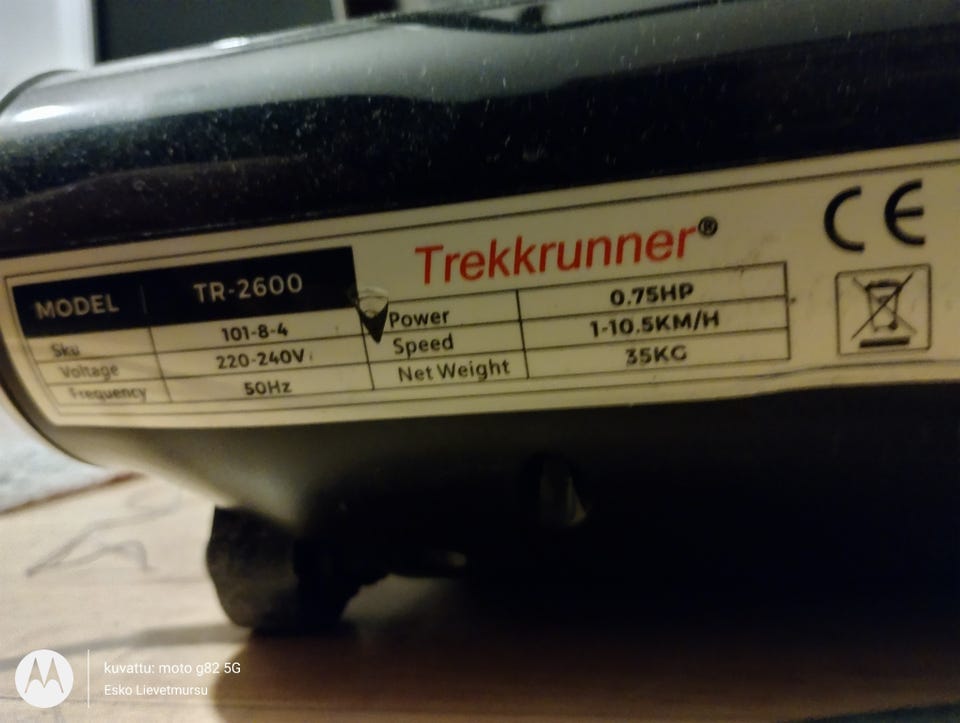 Trekkrunner®
CE
MODEL TR-2600
Sku 101-8-4
Voltage 220-240V
Frequency 50Hz
Power 0.75HP
Speed 1-10.5KM/H
Net Weight 35KG
kuvattu: moto g82 5G
Esko Lievetmursu